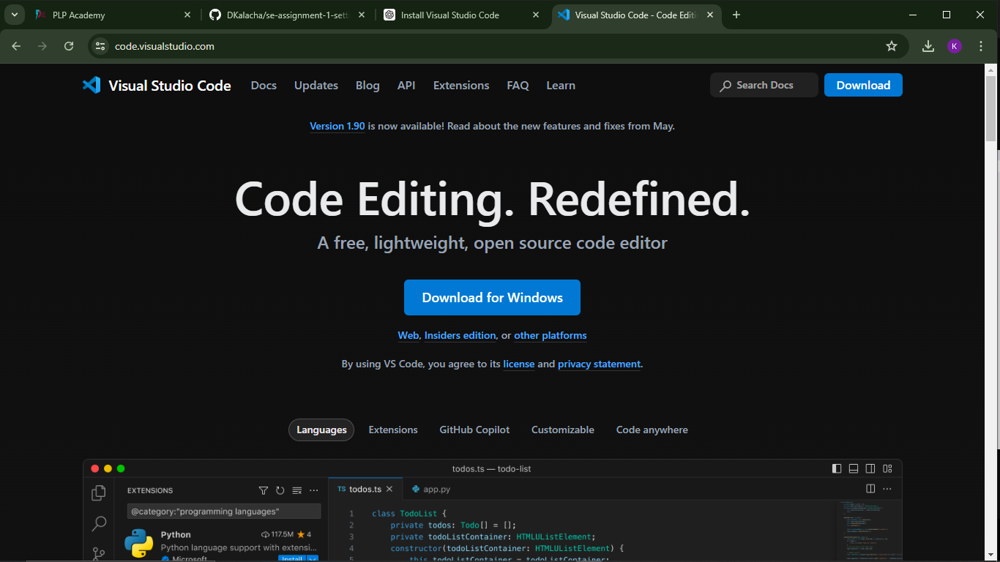 PLP Academy
DKalacha/se-assignment-1-sett
Install Visual Studio Code
Visual Studio Code - Code Editin
code.visualstudio.com
K
Visual Studio Code Docs Updates Blog API Extensions FAQ Learn Search Docs Download
Version 1.90 is now available! Read about the new features and fixes from May.
Code Editing. Redefined.
A free, lightweight, open source code editor
Download for Windows
Web, Insiders edition, or other platforms
By using VS Code, you agree to its license and privacy statement.
Languages Extensions GitHub Copilot Customizable Code anywhere
todos.ts — todo-list
EXTENSIONS
TS todos.ts app.py
@category:"programming languages"
Python 117.5M 4
Python language support with extensi...
Microsoft Install
1 class TodoList {
2 private todos: Todo[] = [];
3 private todoListContainer: HTMLUListElement;
4 constructor(todoListContainer: HTMLUListElement) {
5 this.todoListContainer = todoListContainer;